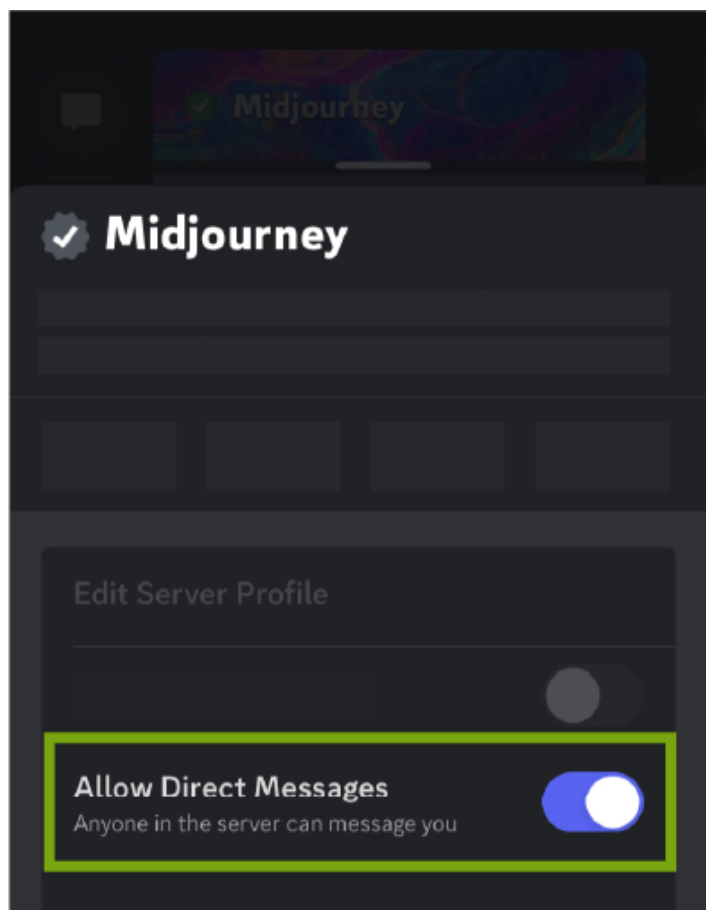 Midjourney
Midjourney
Edit Server Profile
Allow Direct Messages
Anyone in the server can message you